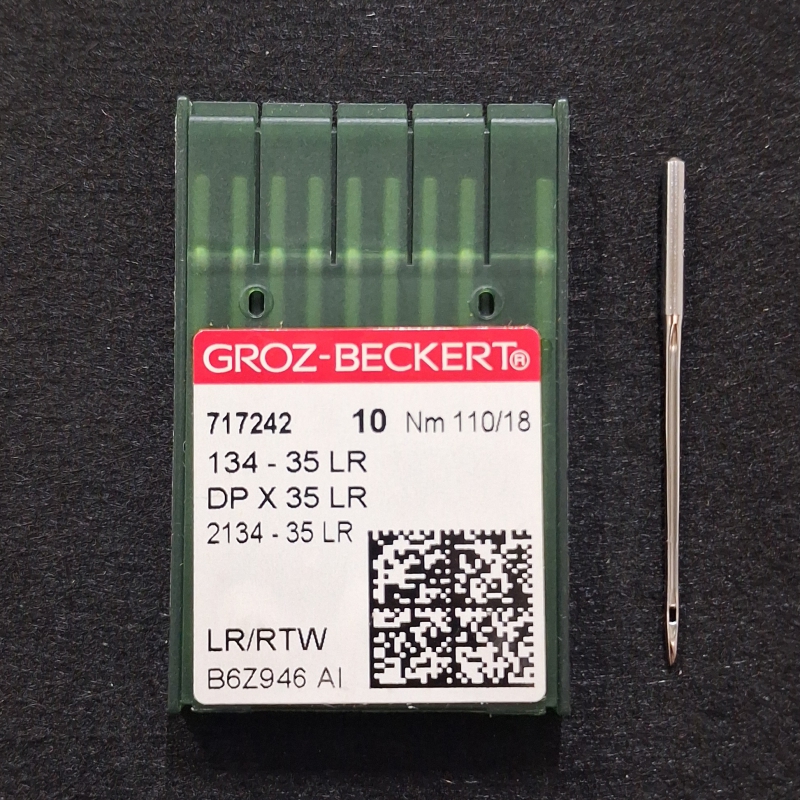 GROZ-BECKERT®
717242 10 Nm 110/18
134 - 35 LR
DP X 35 LR
2134 - 35 LR
LR/RTW
B6Z946 AI